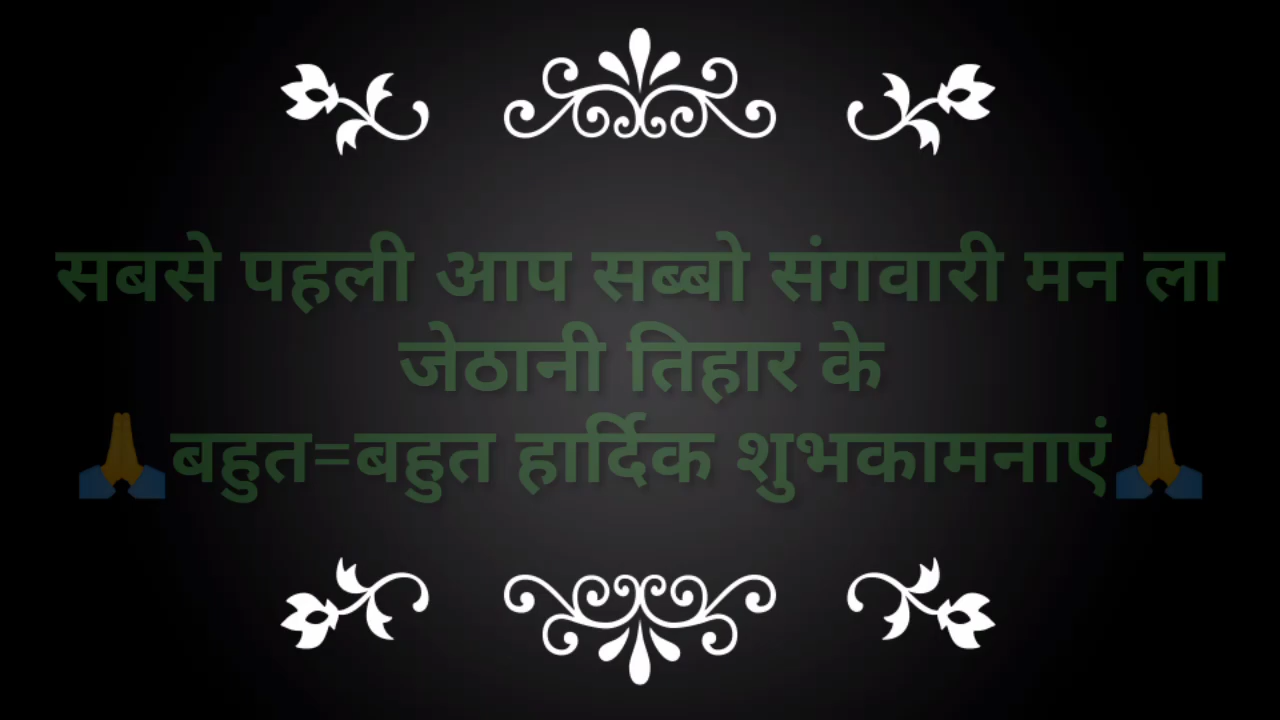 सबसे पहली आप सब्बो संगवारी मन ला
जेठानी तिहार के
🙏बहुत=बहुत हार्दिक शुभकामनाएं🙏